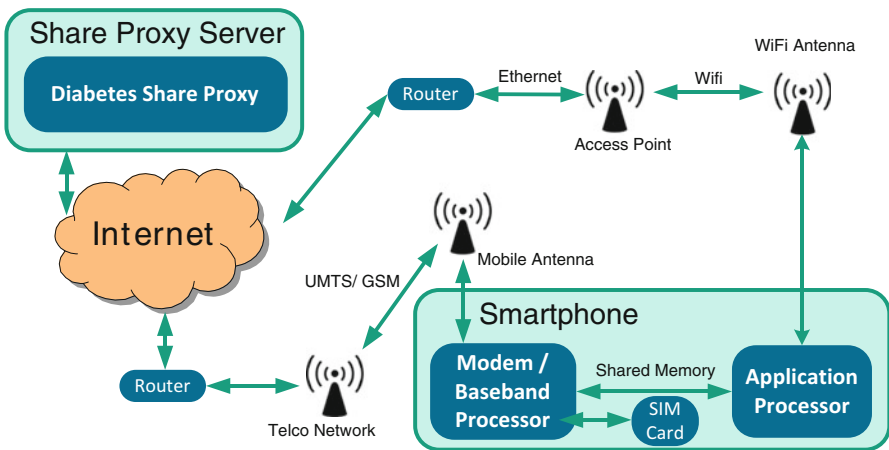 Share Proxy Server
Diabetes Share Proxy
WiFi Antenna
Router
Ethernet
Wifi
Access Point
Internet
Mobile Antenna
UMTS/ GSM
Smartphone
Modem /
Baseband
Processor
Shared Memory
Application
Processor
SIM
Card
Router
Telco Network